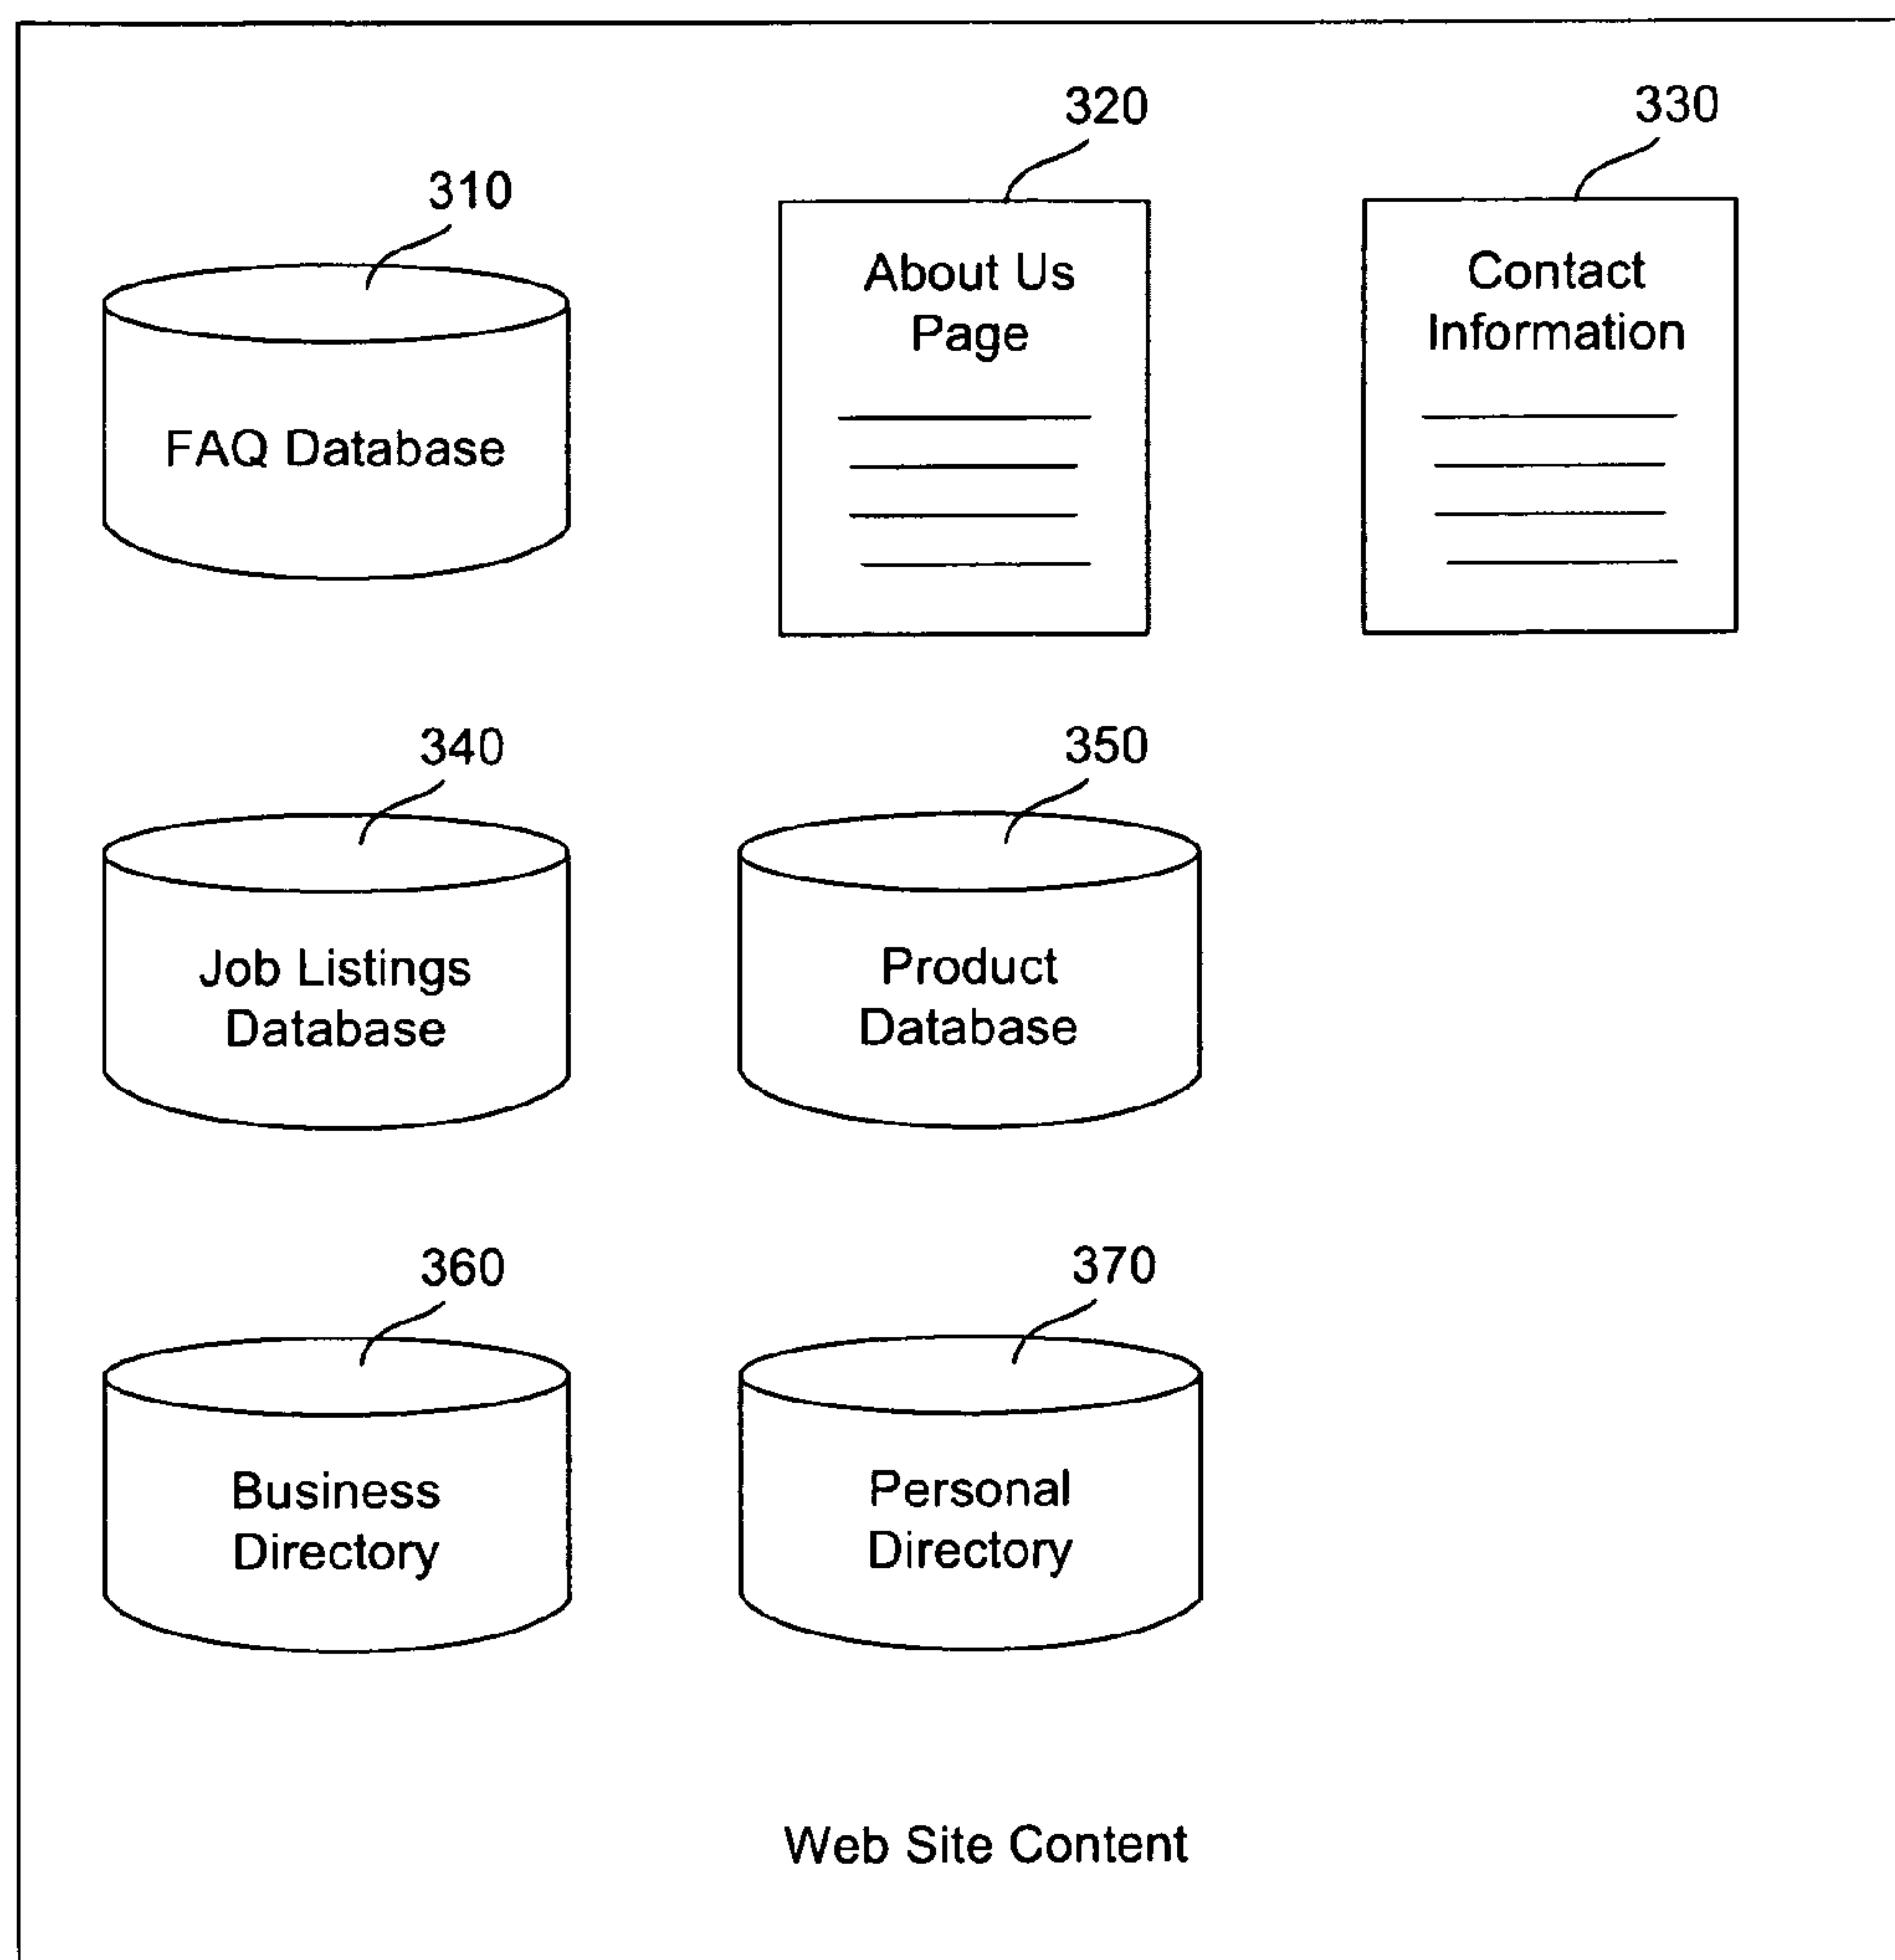 320
330
310
About Us
Page
Contact
Information
FAQ Database
340
350
Job Listings
Database
Product
Database
360
370
Business
Directory
Personal
Directory
Web Site Content